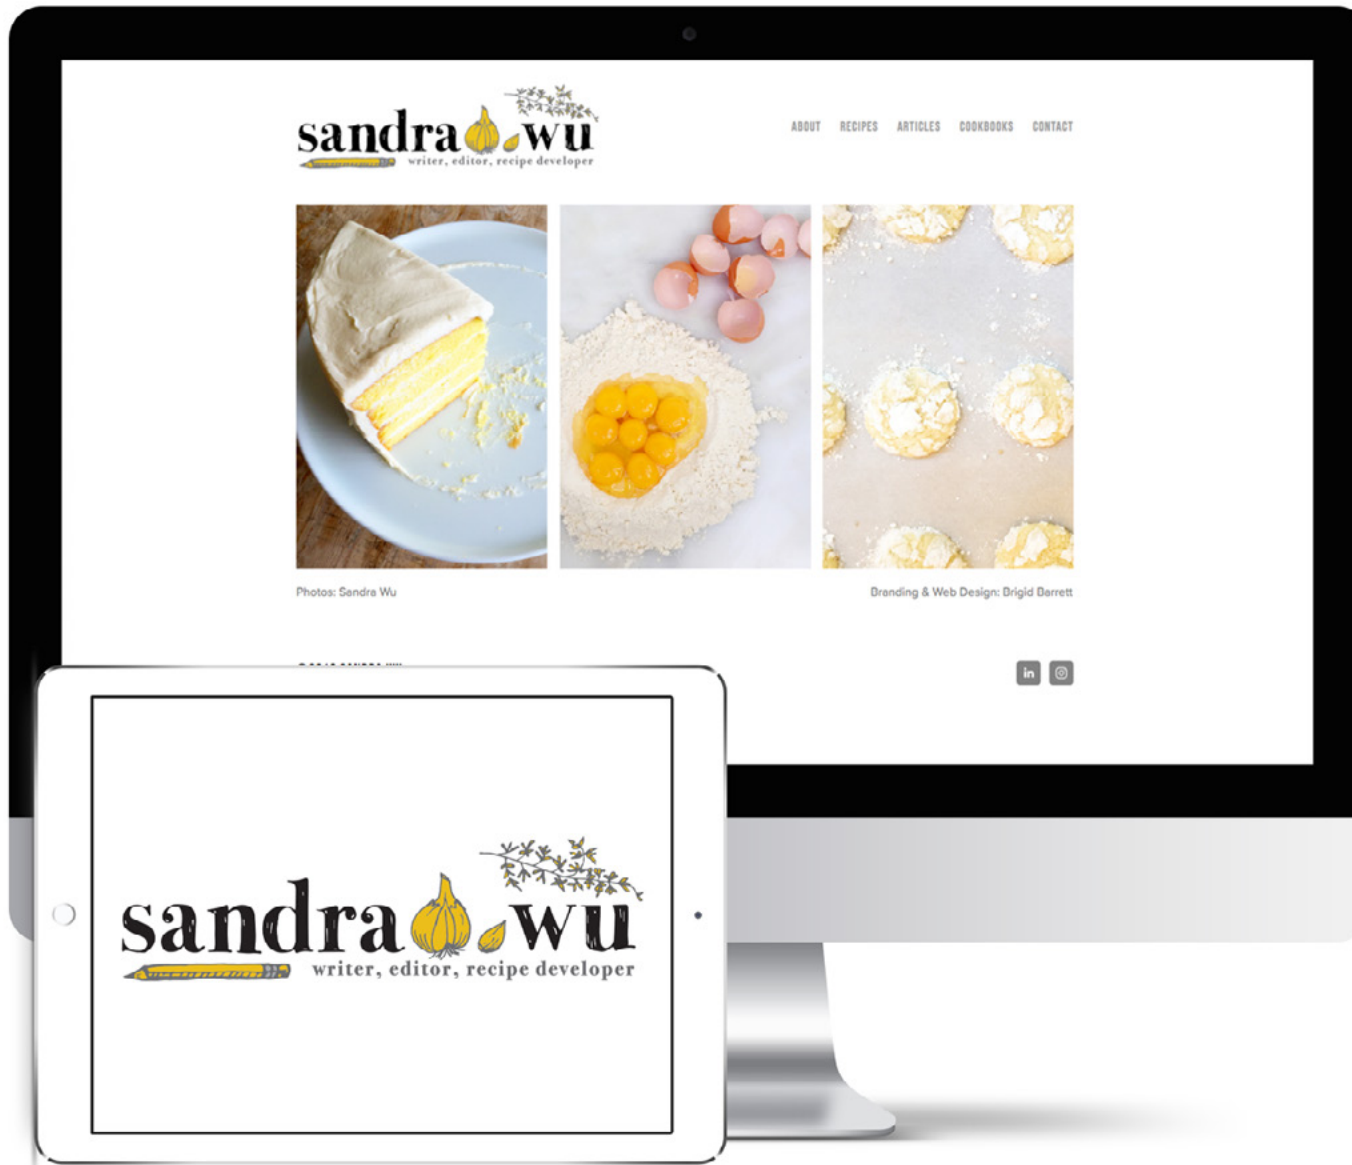 sandra wu
writer, editor, recipe developer
ABOUT RECIPES ARTICLES COOKBOOKS CONTACT
Photos: Sandra Wu
Branding & Web Design: Brigid Barrett
in
sandra wu
writer, editor, recipe developer